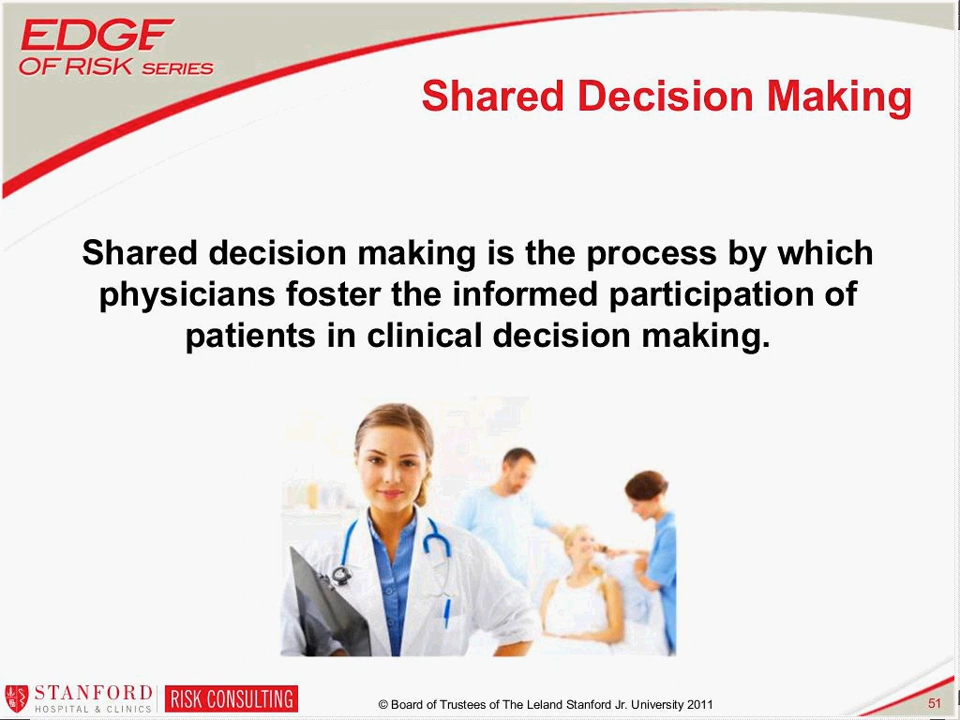 EDGE
OF RISK SERIES
Shared Decision Making
Shared decision making is the process by which
physicians foster the informed participation of
patients in clinical decision making.
STANFORD
HOSPITAL & CLINICS
RISK CONSULTING
© Board of Trustees of The Leland Stanford Jr. University 2011
51